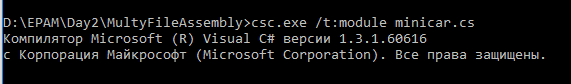 D:\EPAM\Day2\MultyFileAssembly>csc.exe /t:module minicar.cs
Компилятор Microsoft (R) Visual C# версии 1.3.1.60616
с Корпорация Майкрософт (Microsoft Corporation). Все права защищены.